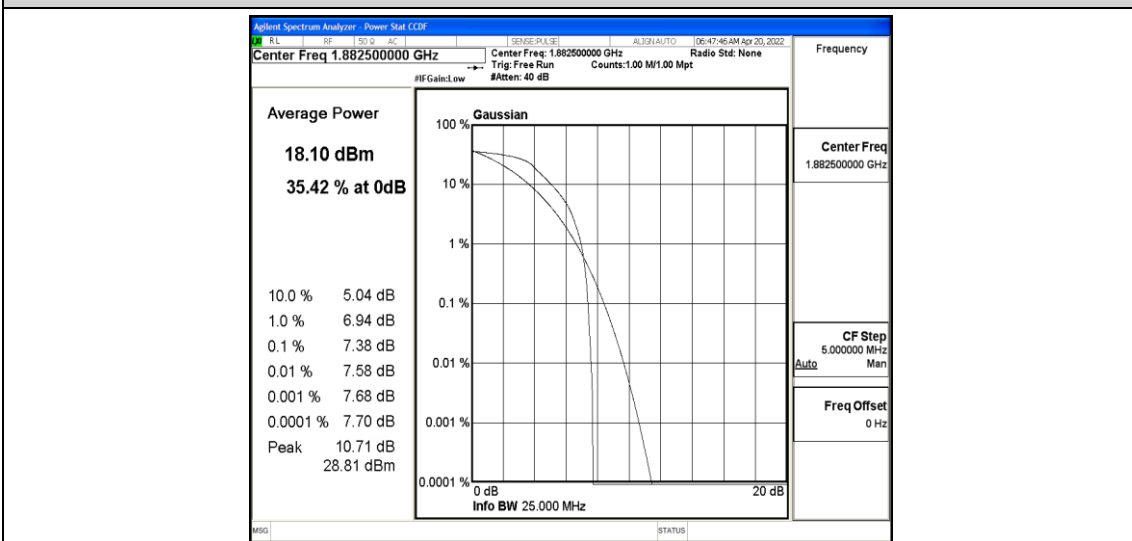 Agilent Spectrum Analyzer - Power Stat CCDF
LXI RL RF 50 Ω AC SENSE:PULSE ALIGN AUTO 06:47:46 AM Apr 20, 2022
Center Freq 1.882500000 GHz
Center Freq: 1.882500000 GHz Radio Std: None
Trig: Free Run Counts:1.00 M/1.00 Mpt
#IFGain:Low #Atten: 40 dB
Average Power
18.10 dBm
35.42 % at 0dB
10.0 % 5.04 dB
1.0 % 6.94 dB
0.1 % 7.38 dB
0.01 % 7.58 dB
0.001 % 7.68 dB
0.0001 % 7.70 dB
Peak 10.71 dB
28.81 dBm
Gaussian
100 %
10 %
1 %
0.1 %
0.01 %
0.001 %
0.0001 %
0 dB 20 dB
Info BW 25.000 MHz
Frequency
Center Freq
1.882500000 GHz
CF Step
5.000000 MHz
Auto Man
Freq Offset
0 Hz
MSG STATUS